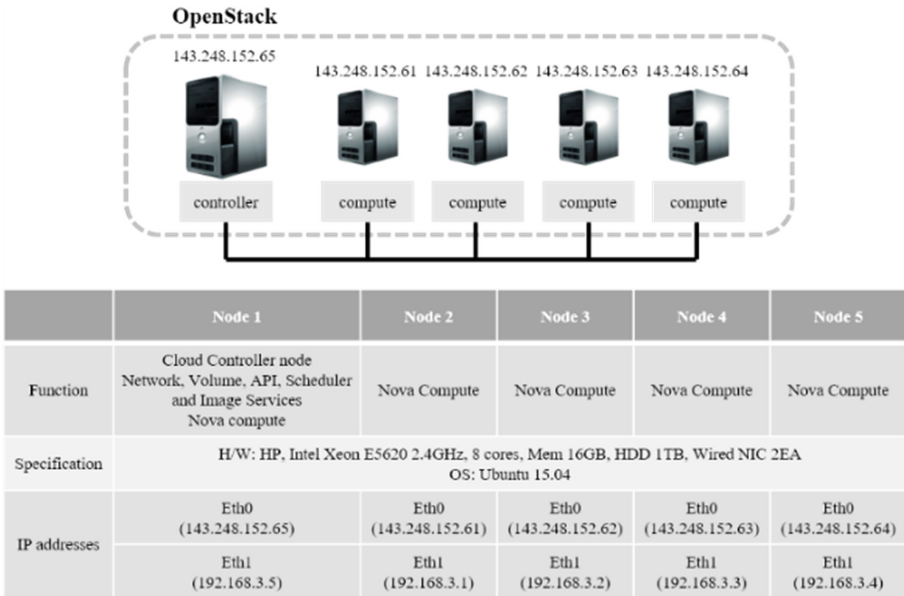 OpenStack
143.248.152.65
143.248.152.61 143.248.152.62 143.248.152.63 143.248.152.64
controller compute compute compute compute
Node 1 Node 2 Node 3 Node 4 Node 5
Function
Cloud Controller node
Network, Volume, API, Scheduler
and Image Services
Nova compute
Nova Compute Nova Compute Nova Compute Nova Compute
Specification
H/W: HP, Intel Xeon E5620 2.4GHz, 8 cores, Mem 16GB, HDD 1TB, Wired NIC 2EA
OS: Ubuntu 15.04
IP addresses
Eth0 Eth0 Eth0 Eth0 Eth0
(143.248.152.65) (143.248.152.61) (143.248.152.62) (143.248.152.63) (143.248.152.64)
Eth1 Eth1 Eth1 Eth1 Eth1
(192.168.3.5) (192.168.3.1) (192.168.3.2) (192.168.3.3) (192.168.3.4)